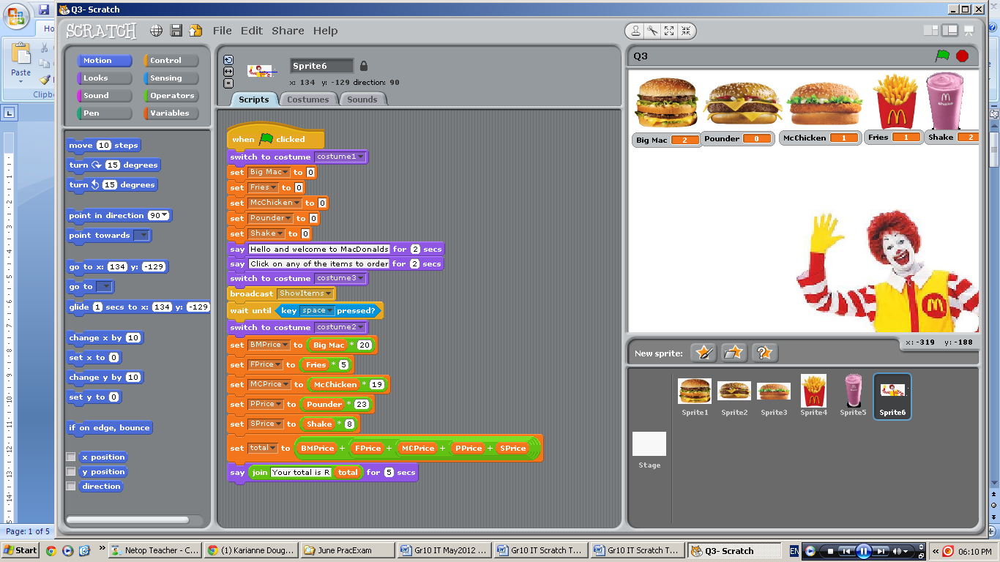 Q3- Scratch
Ho
SCRATCH
File Edit Share Help
Paste
Clipb
Motion
Control
Looks
Sensing
Sound
Operators
Pen
Variables
move 10 steps
turn 15 degrees
turn 15 degrees
point in direction 90
point towards
go to x: 134 y: -129
go to
glide 1 secs to x: 134 y: -129
change x by 10
set x to 0
change y by 10
set y to 0
if on edge, bounce
x position
y position
direction
Sprite6
x: 134 y: -129 direction: 90
Scripts
Costumes
Sounds
when clicked
switch to costume costume1
set Big Mac to 0
set Fries to 0
set McChicken to 0
set Pounder to 0
set Shake to 0
say Hello and welcome to MacDonalds for 2 secs
say Click on any of the items to order for 2 secs
switch to costume costume3
broadcast ShowItems
wait until key space pressed?
switch to costume costume2
set BMPrice to Big Mac * 20
set FPrice to Fries * 5
set MCPrice to McChicken * 19
set PPrice to Pounder * 23
set SPrice to Shake * 8
set total to BMPrice + FPrice + MCPrice + PPrice + SPrice
say join Your total is R total for 5 secs
Q3
Big Mac 2
Pounder 0
McChicken 1
Fries 1
Shake 2
x: -319 y: -188
New sprite:
Sprite1
Sprite2
Sprite3
Sprite4
Sprite5
Sprite6
Stage
Page: 1 of 5
Start
Netop Teacher - C...
(1) Karianne Doug...
June PracExam
Gr10 IT May2012 ...
Gr10 IT Scratch T...
Gr10 IT Scratch T...
Q3- Scratch
EN
06:10 PM